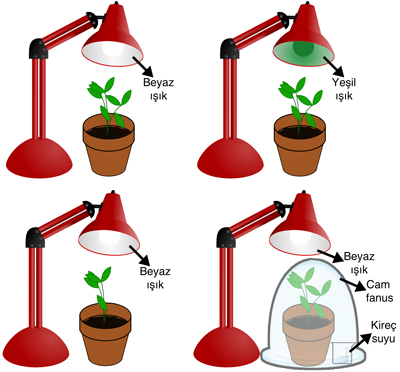 Beyaz
ışık
Yeşil
ışık
Beyaz
ışık
Beyaz
ışık
Cam
fanus
Kireç
suyu